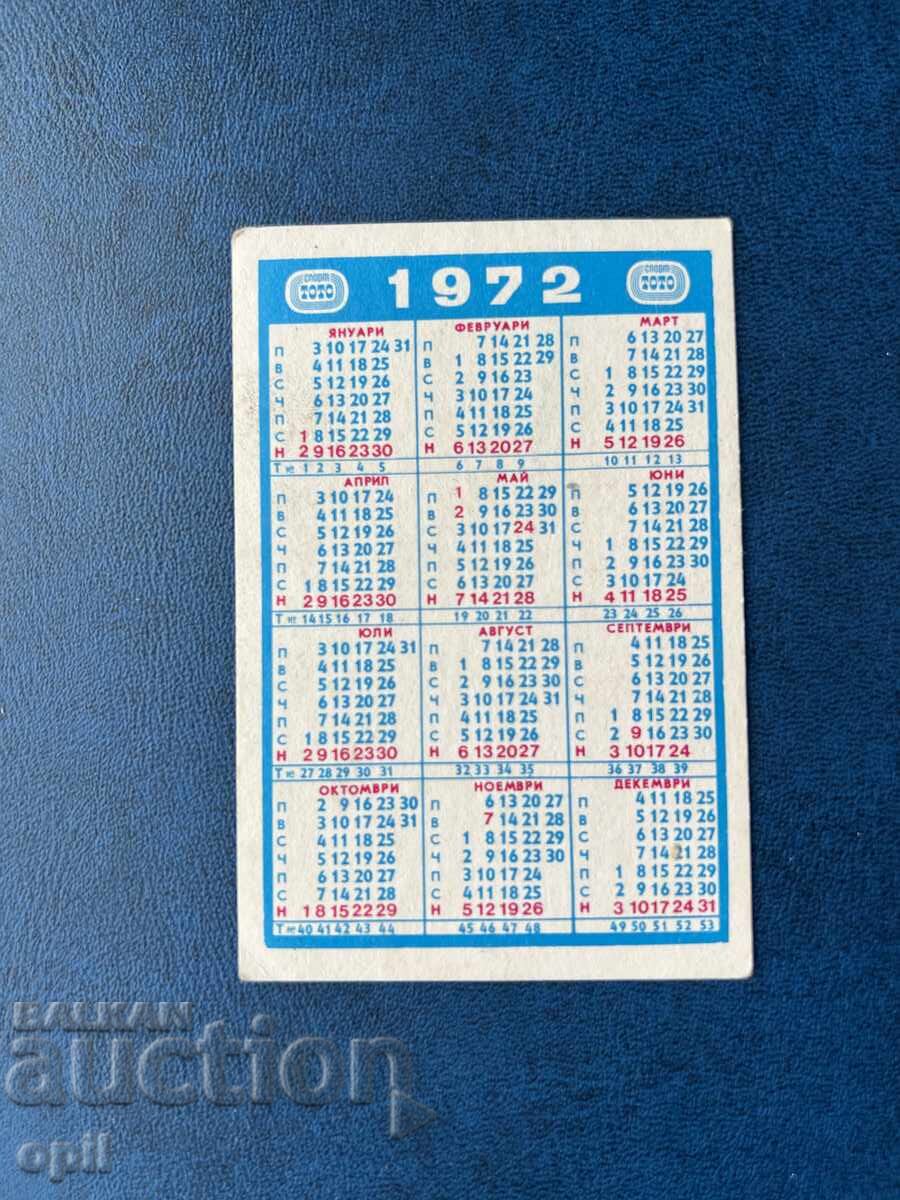 спорт ТОТО 1972 спорт ТОТО
ЯНУАРИ
П 3 10 17 24 31
В 4 11 18 25
С 5 12 19 26
Ч 6 13 20 27
П 7 14 21 28
С 1 8 15 22 29
Н 2 9 16 23 30
Т № 1 2 3 4 5
ФЕВРУАРИ
П 7 14 21 28
В 1 8 15 22 29
С 2 9 16 23
Ч 3 10 17 24
П 4 11 18 25
С 5 12 19 26
Н 6 13 20 27
6 7 8 9
МАРТ
П 6 13 20 27
В 7 14 21 28
С 1 8 15 22 29
Ч 2 9 16 23 30
П 3 10 17 24 31
С 4 11 18 25
Н 5 12 19 26
10 11 12 13
АПРИЛ
П 3 10 17 24
В 4 11 18 25
С 5 12 19 26
Ч 6 13 20 27
П 7 14 21 28
С 1 8 15 22 29
Н 2 9 16 23 30
Т № 14 15 16 17 18
МАЙ
П 1 8 15 22 29
В 2 9 16 23 30
С 3 10 17 24 31
Ч 4 11 18 25
П 5 12 19 26
С 6 13 20 27
Н 7 14 21 28
19 20 21 22
ЮНИ
П 5 12 19 26
В 6 13 20 27
С 7 14 21 28
Ч 1 8 15 22 29
П 2 9 16 23 30
С 3 10 17 24
Н 4 11 18 25
23 24 25 26
ЮЛИ
П 3 10 17 24 31
В 4 11 18 25
С 5 12 19 26
Ч 6 13 20 27
П 7 14 21 28
С 1 8 15 22 29
Н 2 9 16 23 30
Т № 27 28 29 30 31
АВГУСТ
П 7 14 21 28
В 1 8 15 22 29
С 2 9 16 23 30
Ч 3 10 17 24 31
П 4 11 18 25
С 5 12 19 26
Н 6 13 20 27
32 33 34 35
СЕПТЕМВРИ
П 4 11 18 25
В 5 12 19 26
С 6 13 20 27
Ч 7 14 21 28
П 1 8 15 22 29
С 2 9 16 23 30
Н 3 10 17 24
36 37 38 39
ОКТОМВРИ
П 2 9 16 23 30
В 3 10 17 24 31
С 4 11 18 25
Ч 5 12 19 26
П 6 13 20 27
С 7 14 21 28
Н 1 8 15 22 29
Т № 40 41 42 43 44
НОЕМВРИ
П 6 13 20 27
В 7 14 21 28
С 1 8 15 22 29
Ч 2 9 16 23 30
П 3 10 17 24
С 4 11 18 25
Н 5 12 19 26
45 46 47 48
ДЕКЕМВРИ
П 4 11 18 25
В 5 12 19 26
С 6 13 20 27
Ч 7 14 21 28
П 1 8 15 22 29
С 2 9 16 23 30
Н 3 10 17 24 31
49 50 51 52 53
BALKAN
auction
opil